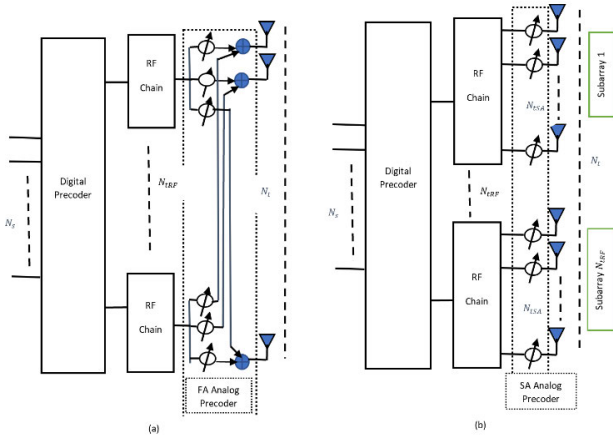 RF
Chain
Digital
Precoder
N_s
N_tRF
N_t
RF
Chain
FA Analog
Precoder
(a)
RF
Chain
Digital
Precoder
N_s
N_tSA
N_tRF
N_t
Subarray 1
RF
Chain
N_tSA
Subarray N_tRF
SA Analog
Precoder
(b)